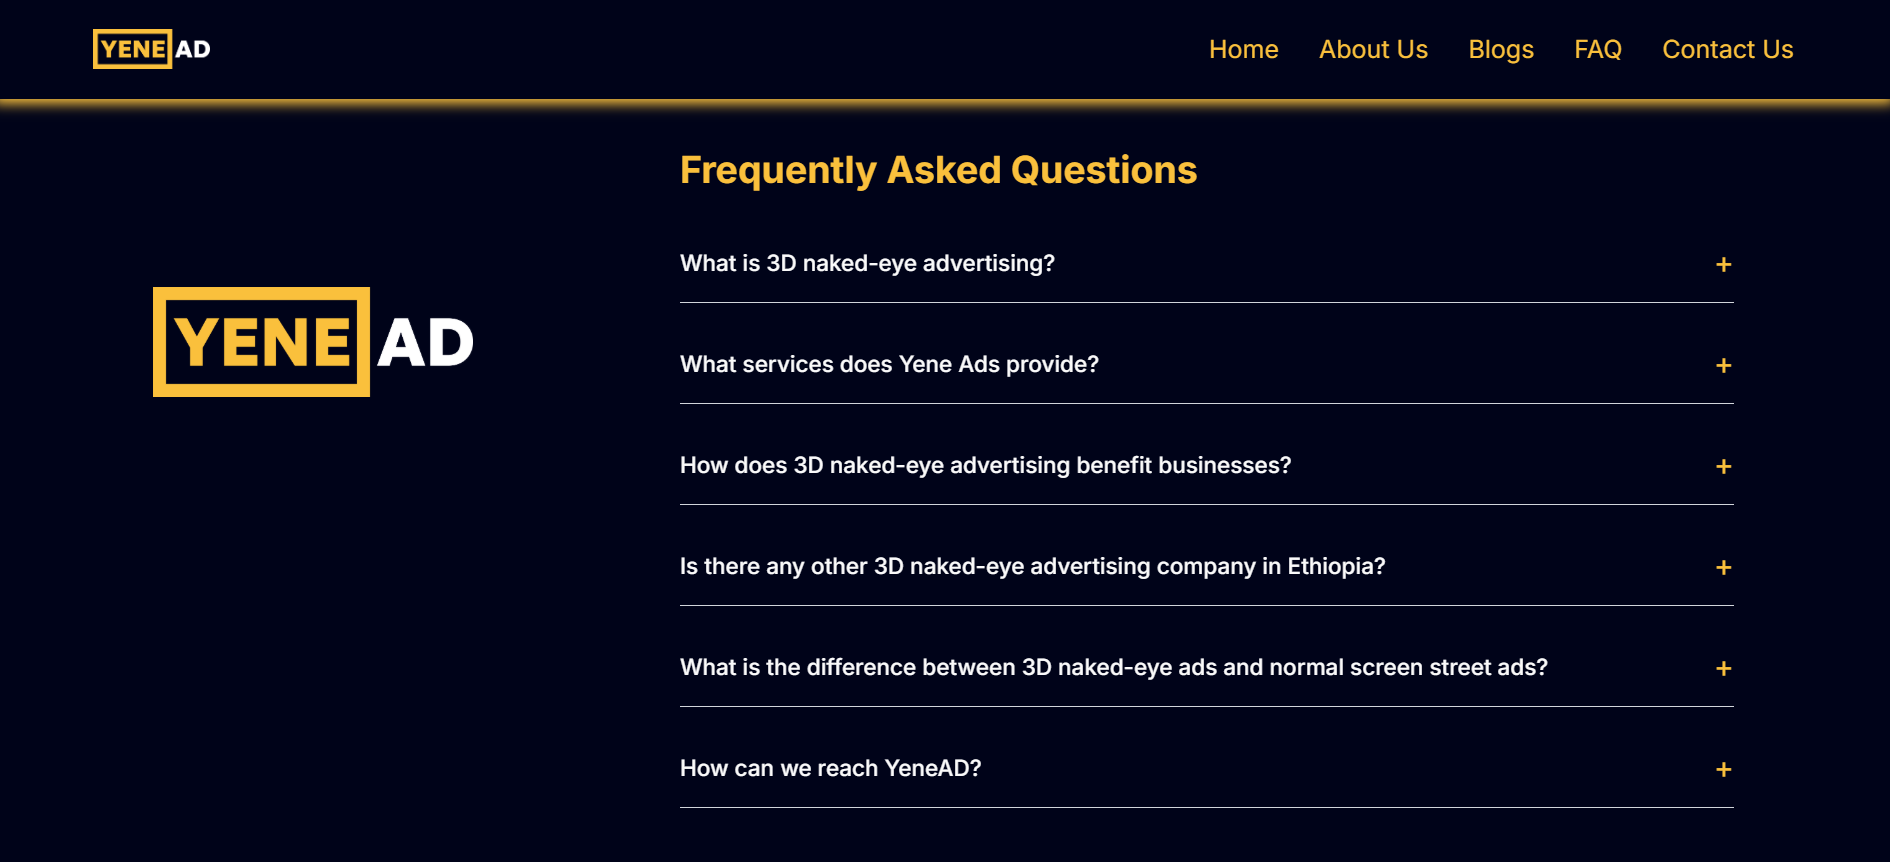 YENE AD
Home About Us Blogs FAQ Contact Us
Frequently Asked Questions
YENE AD
What is 3D naked-eye advertising? +
What services does Yene Ads provide? +
How does 3D naked-eye advertising benefit businesses? +
Is there any other 3D naked-eye advertising company in Ethiopia? +
What is the difference between 3D naked-eye ads and normal screen street ads? +
How can we reach YeneAD? +